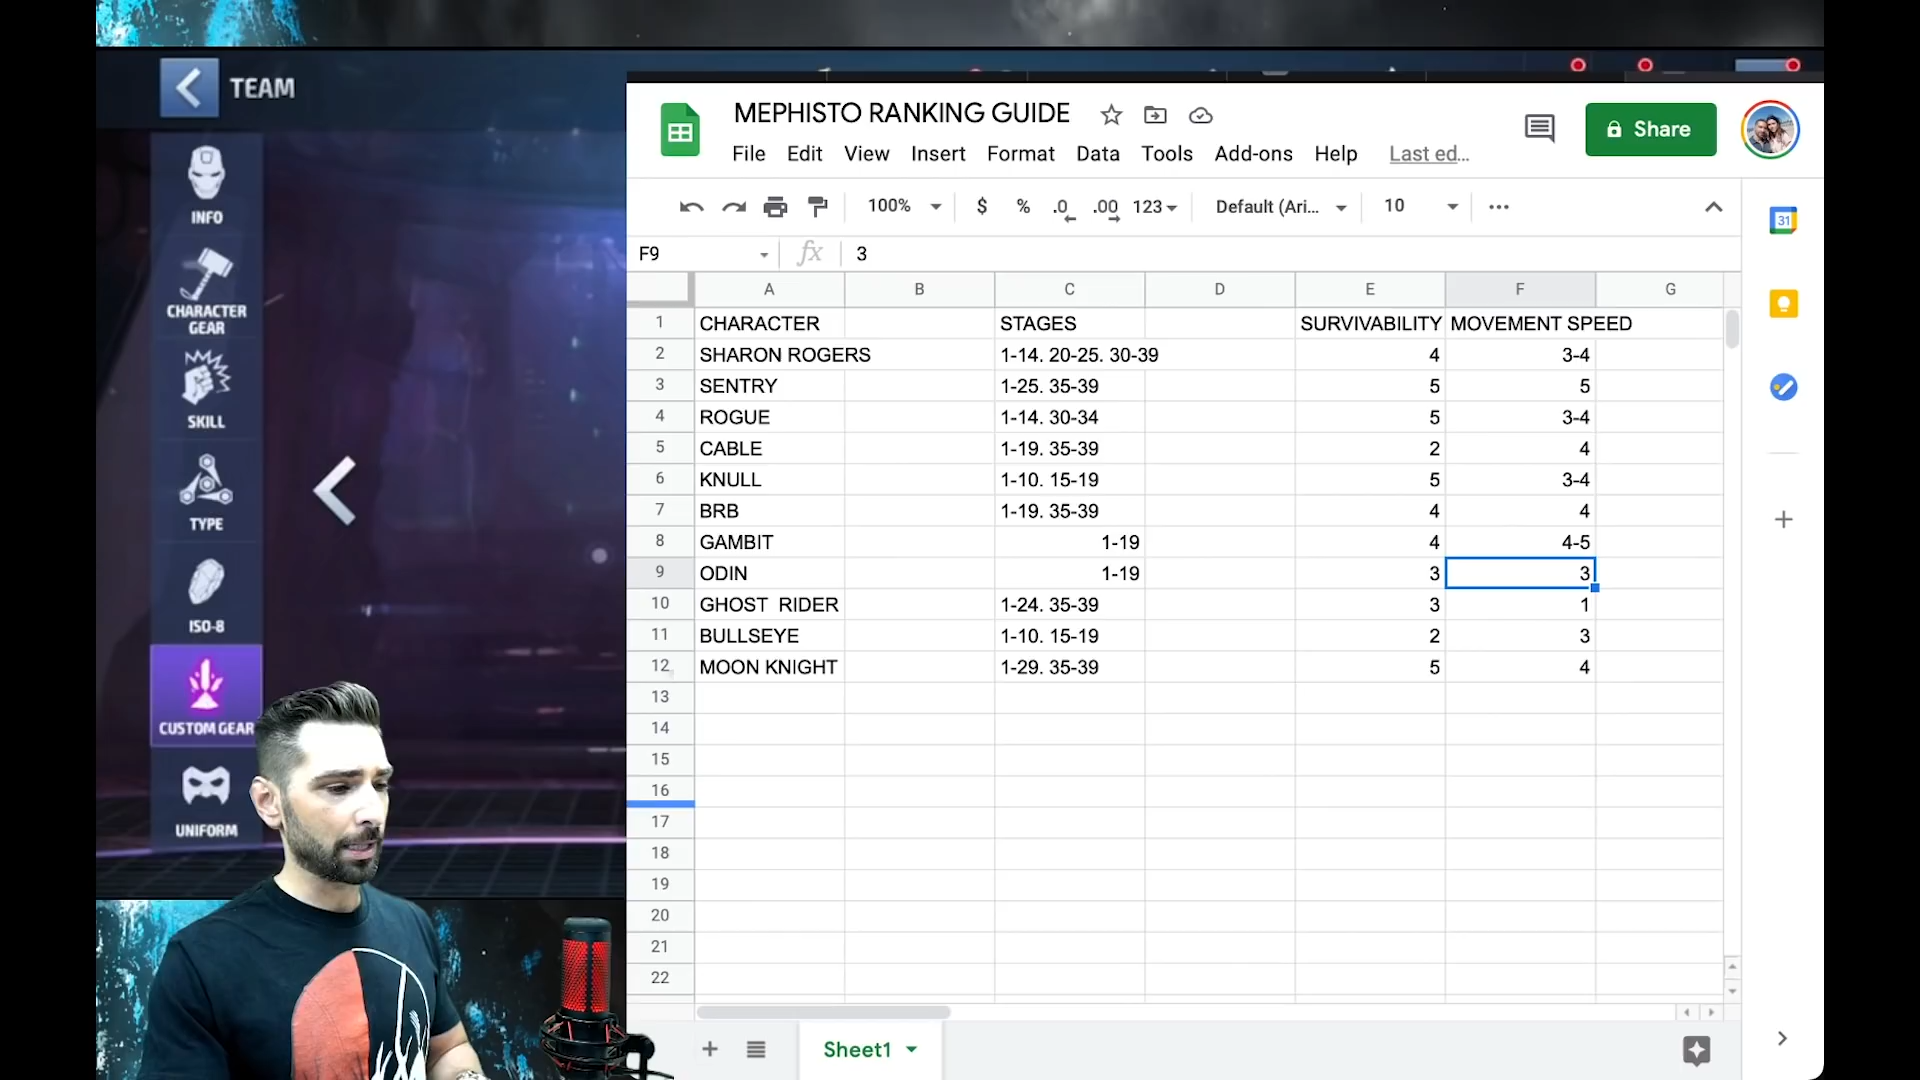 TEAM
INFO
CHARACTER
GEAR
SKILL
TYPE
ISO-8
CUSTOM GEAR
UNIFORM
MEPHISTO RANKING GUIDE
File Edit View Insert Format Data Tools Add-ons Help Last ed...
Share
100% $ % .0 .00 123 Default (Ari... 10 ...
31
F9 fx 3
A B C D E F G
1 CHARACTER STAGES SURVIVABILITY MOVEMENT SPEED
2 SHARON ROGERS 1-14. 20-25. 30-39 4 3-4
3 SENTRY 1-25. 35-39 5 5
4 ROGUE 1-14. 30-34 5 3-4
5 CABLE 1-19. 35-39 2 4
6 KNULL 1-10. 15-19 5 3-4
7 BRB 1-19. 35-39 4 4
8 GAMBIT 1-19 4 4-5
9 ODIN 1-19 3 3
10 GHOST RIDER 1-24. 35-39 3 1
11 BULLSEYE 1-10. 15-19 2 3
12 MOON KNIGHT 1-29. 35-39 5 4
13
14
15
16
17
18
19
20
21
22
Sheet1